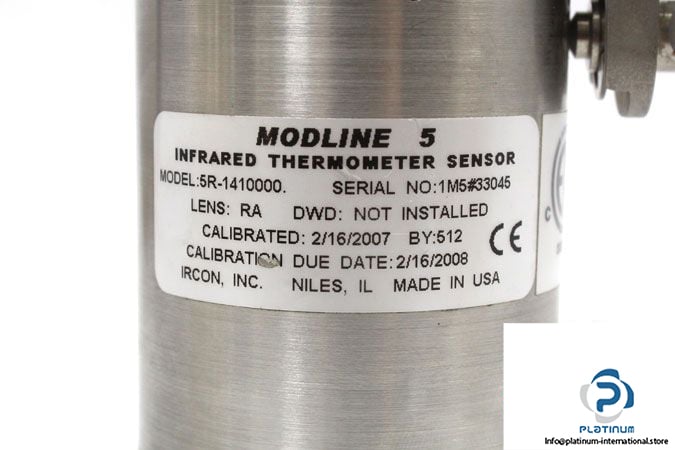 MODLINE 5
INFRARED THERMOMETER SENSOR
MODEL:5R-1410000. SERIAL NO:1M5#33045
LENS: RA DWD: NOT INSTALLED
CALIBRATED: 2/16/2007 BY:512 CE
CALIBRATION DUE DATE:2/16/2008
IRCON, INC. NILES, IL MADE IN USA
C
PLATINUM
Info@platinum-international.store